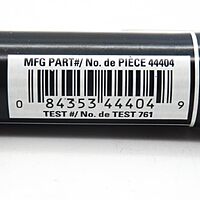 MFG PART#/ No. de PIÈCE 44404
0 84353 44404 9
TEST #/ No. de TEST 761